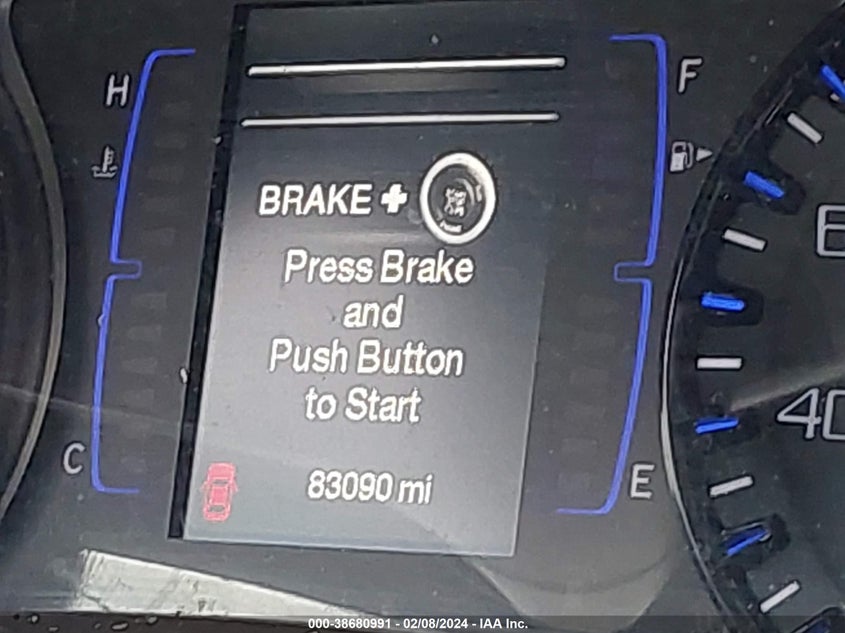 H
F
BRAKE +
Press Brake
and
Push Button
to Start
40
C
83090 mi
E
000-38680991 - 02/08/2024 - IAA Inc.